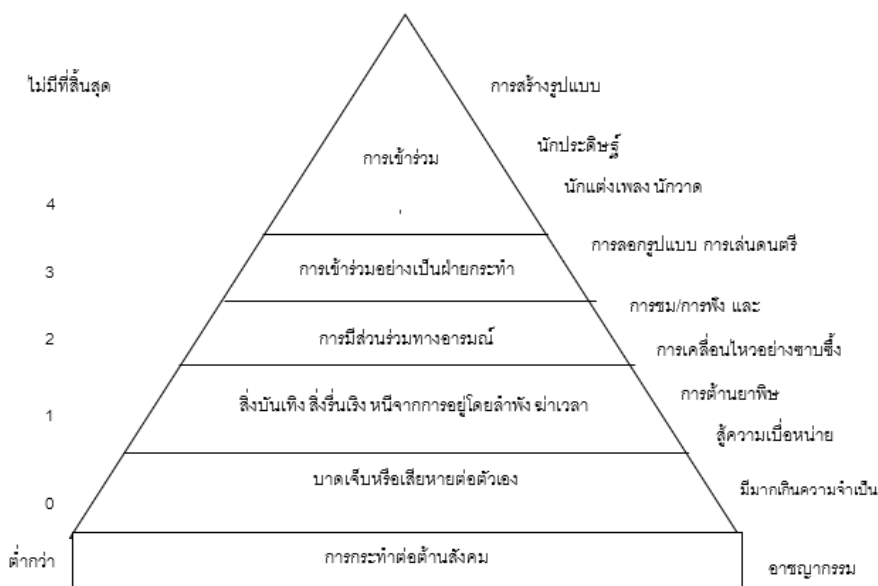 ไม่มีที่สิ้นสุด
การสร้างรูปแบบ
นักประดิษฐ์
การเข้าร่วม
นักแต่งเพลง นักวาด
4
การลอกรูปแบบ การเล่นดนตรี
3
การเข้าร่วมอย่างเป็นฝ่ายกระทำ
การชม/การฟัง และ
2
การมีส่วนร่วมทางอารมณ์
การเคลื่อนไหวอย่างซาบซึ้ง
การต้านยาพิษ
1
สิ่งบันเทิง สิ่งรื่นเริง หนีจากการอยู่โดยลำพัง ฆ่าเวลา
สู้ความเบื่อหน่าย
บาดเจ็บหรือเสียหายต่อตัวเอง
มีมากเกินความจำเป็น
0
ต่ำกว่า
การกระทำต่อต้านสังคม
อาชญากรรม